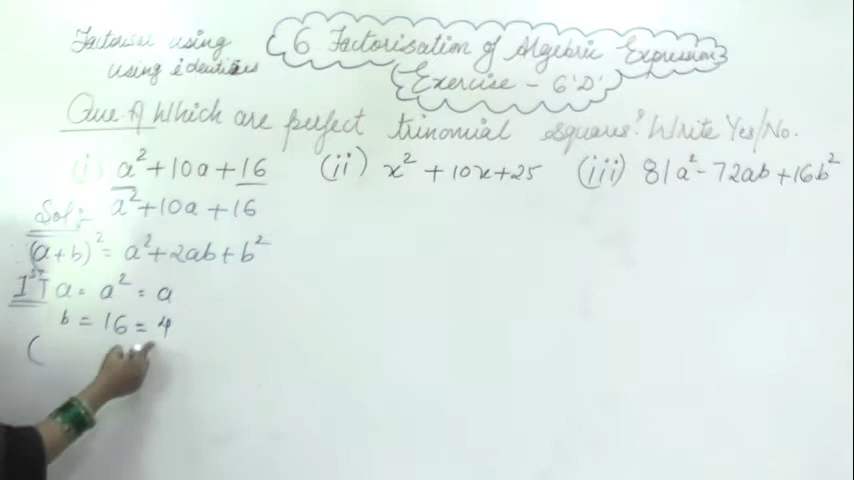 Factorise using
using identities
6 Factorisation of Algebric Expressions
Exercise - 6'D'
Que. A) Which are perfect trinomial squares? Write Yes/No.
(i) a² + 10a + 16 (ii) x² + 10x + 25 (iii) 81a² - 72ab + 16b²
Sol:- a² + 10a + 16
(a+b)² = a² + 2ab + b²
IST a = a² = a
b = 16 = 4
(